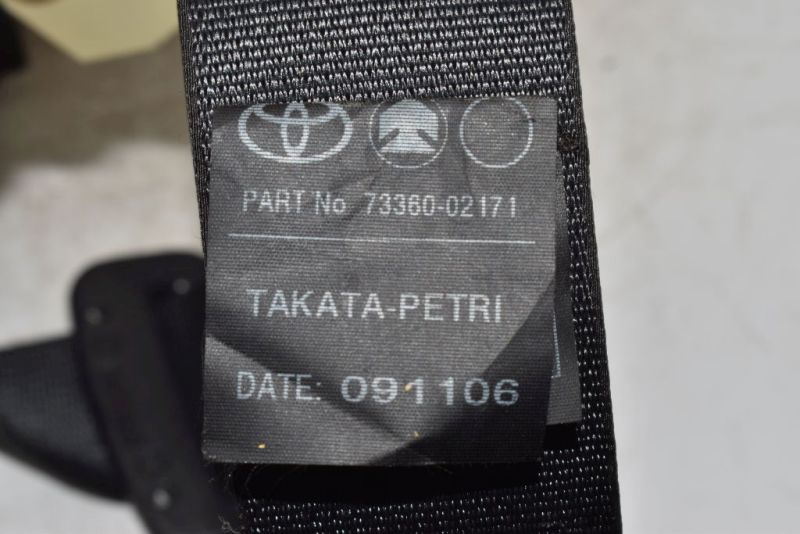 PART No 73360-02171
TAKATA-PETRI
DATE: 091106